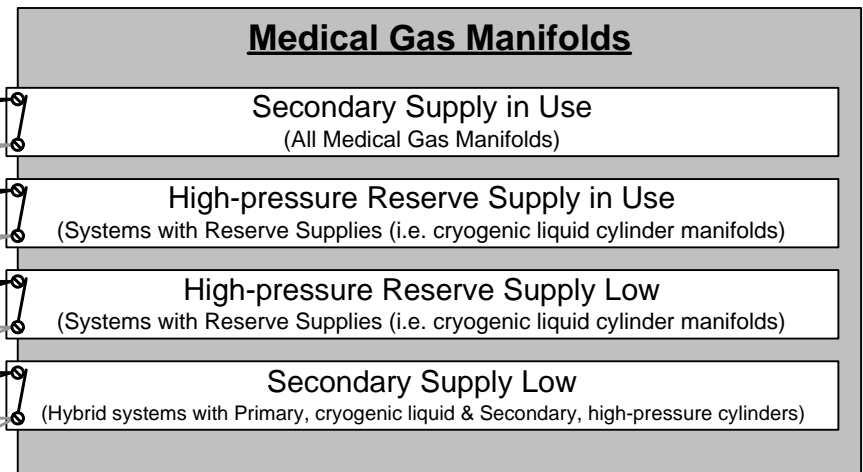 Medical Gas Manifolds
Secondary Supply in Use
(All Medical Gas Manifolds)
High-pressure Reserve Supply in Use
(Systems with Reserve Supplies (i.e. cryogenic liquid cylinder manifolds)
High-pressure Reserve Supply Low
(Systems with Reserve Supplies (i.e. cryogenic liquid cylinder manifolds)
Secondary Supply Low
(Hybrid systems with Primary, cryogenic liquid & Secondary, high-pressure cylinders)